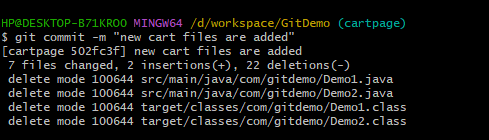 HP@DESKTOP-B71KROO MINGW64 /d/workspace/GitDemo (cartpage)
$ git commit -m "new cart files are added"
[cartpage 502fc3f] new cart files are added
 7 files changed, 2 insertions(+), 22 deletions(-)
 delete mode 100644 src/main/java/com/gitdemo/Demo1.java
 delete mode 100644 src/main/java/com/gitdemo/Demo2.java
 delete mode 100644 target/classes/com/gitdemo/Demo1.class
 delete mode 100644 target/classes/com/gitdemo/Demo2.class